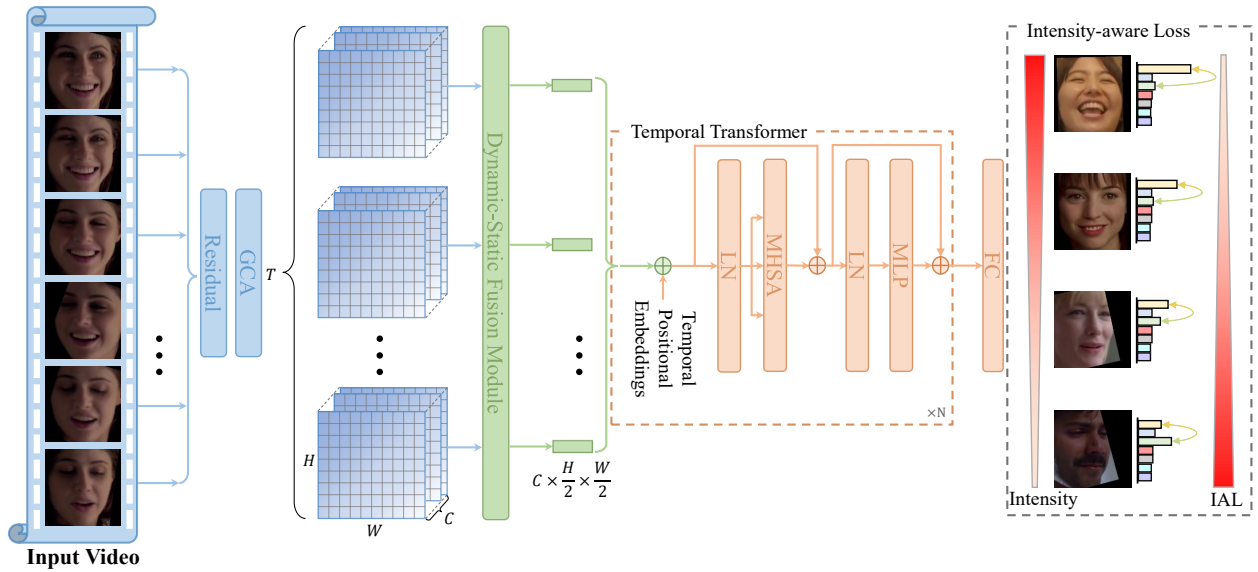 Input Video
Residual
GCA
T
H
W
C
Dynamic-Static Fusion Module
C × H/2 × W/2
Temporal Transformer
Temporal
Positional
Embeddings
LN
MHSA
LN
MLP
×N
FC
Intensity-aware Loss
Intensity
IAL